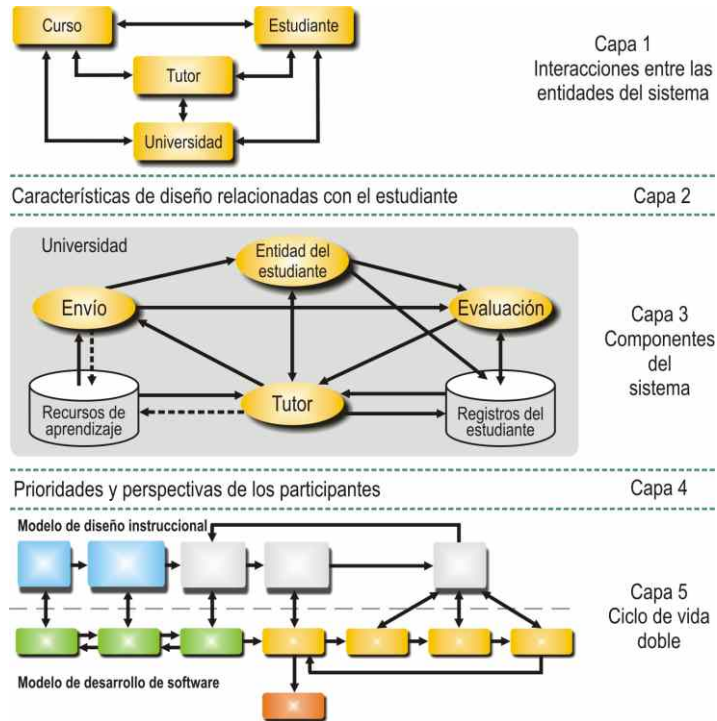 Curso
Estudiante
Tutor
Universidad
Capa 1
Interacciones entre las
entidades del sistema
Características de diseño relacionadas con el estudiante
Capa 2
Universidad
Entidad del
estudiante
Envío
Evaluación
Tutor
Recursos de
aprendizaje
Registros del
estudiante
Capa 3
Componentes
del
sistema
Prioridades y perspectivas de los participantes
Capa 4
Modelo de diseño instruccional
Modelo de desarrollo de software
Capa 5
Ciclo de vida
doble